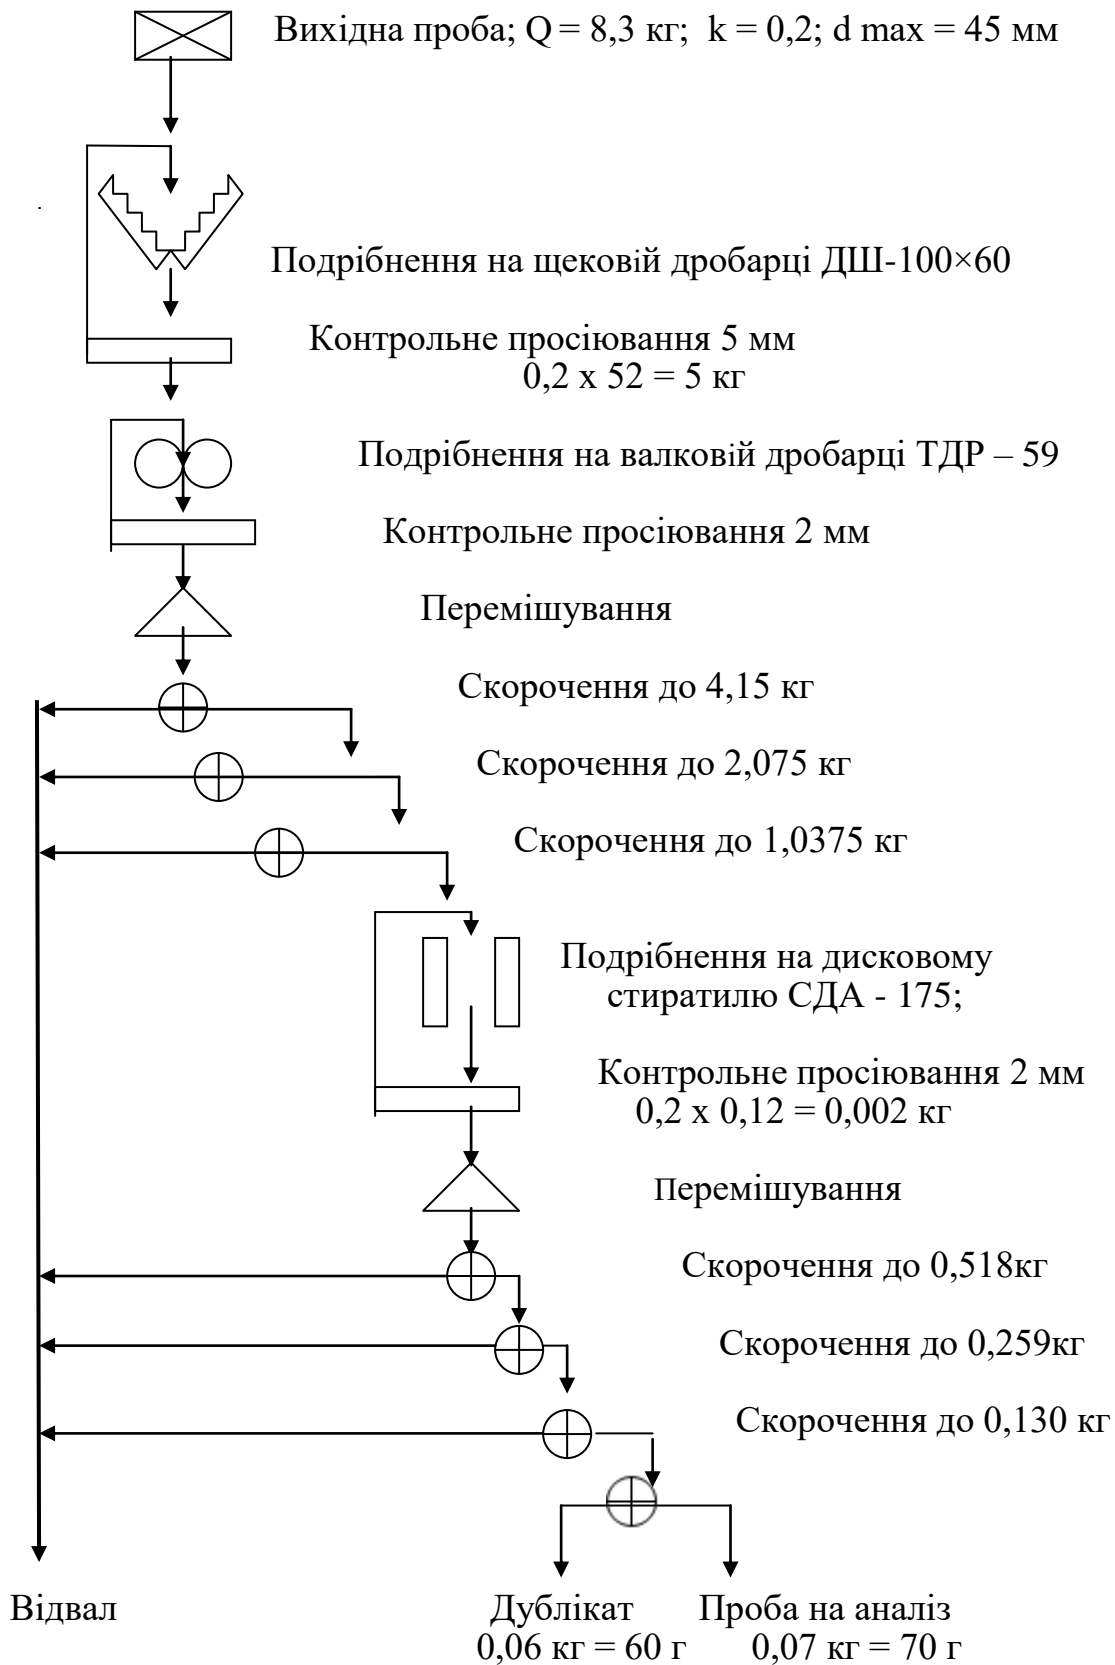 Вихідна проба; Q = 8,3 кг; k = 0,2; d max = 45 мм
Подрібнення на щековій дробарці ДШ-100×60
Контрольне просіювання 5 мм
0,2 х 52 = 5 кг
Подрібнення на валковій дробарці ТДР – 59
Контрольне просіювання 2 мм
Перемішування
Скорочення до 4,15 кг
Скорочення до 2,075 кг
Скорочення до 1,0375 кг
Подрібнення на дисковому
стиратилю СДА - 175;
Контрольне просіювання 2 мм
0,2 х 0,12 = 0,002 кг
Перемішування
Скорочення до 0,518кг
Скорочення до 0,259кг
Скорочення до 0,130 кг
Відвал Дублікат Проба на аналіз
0,06 кг = 60 г 0,07 кг = 70 г